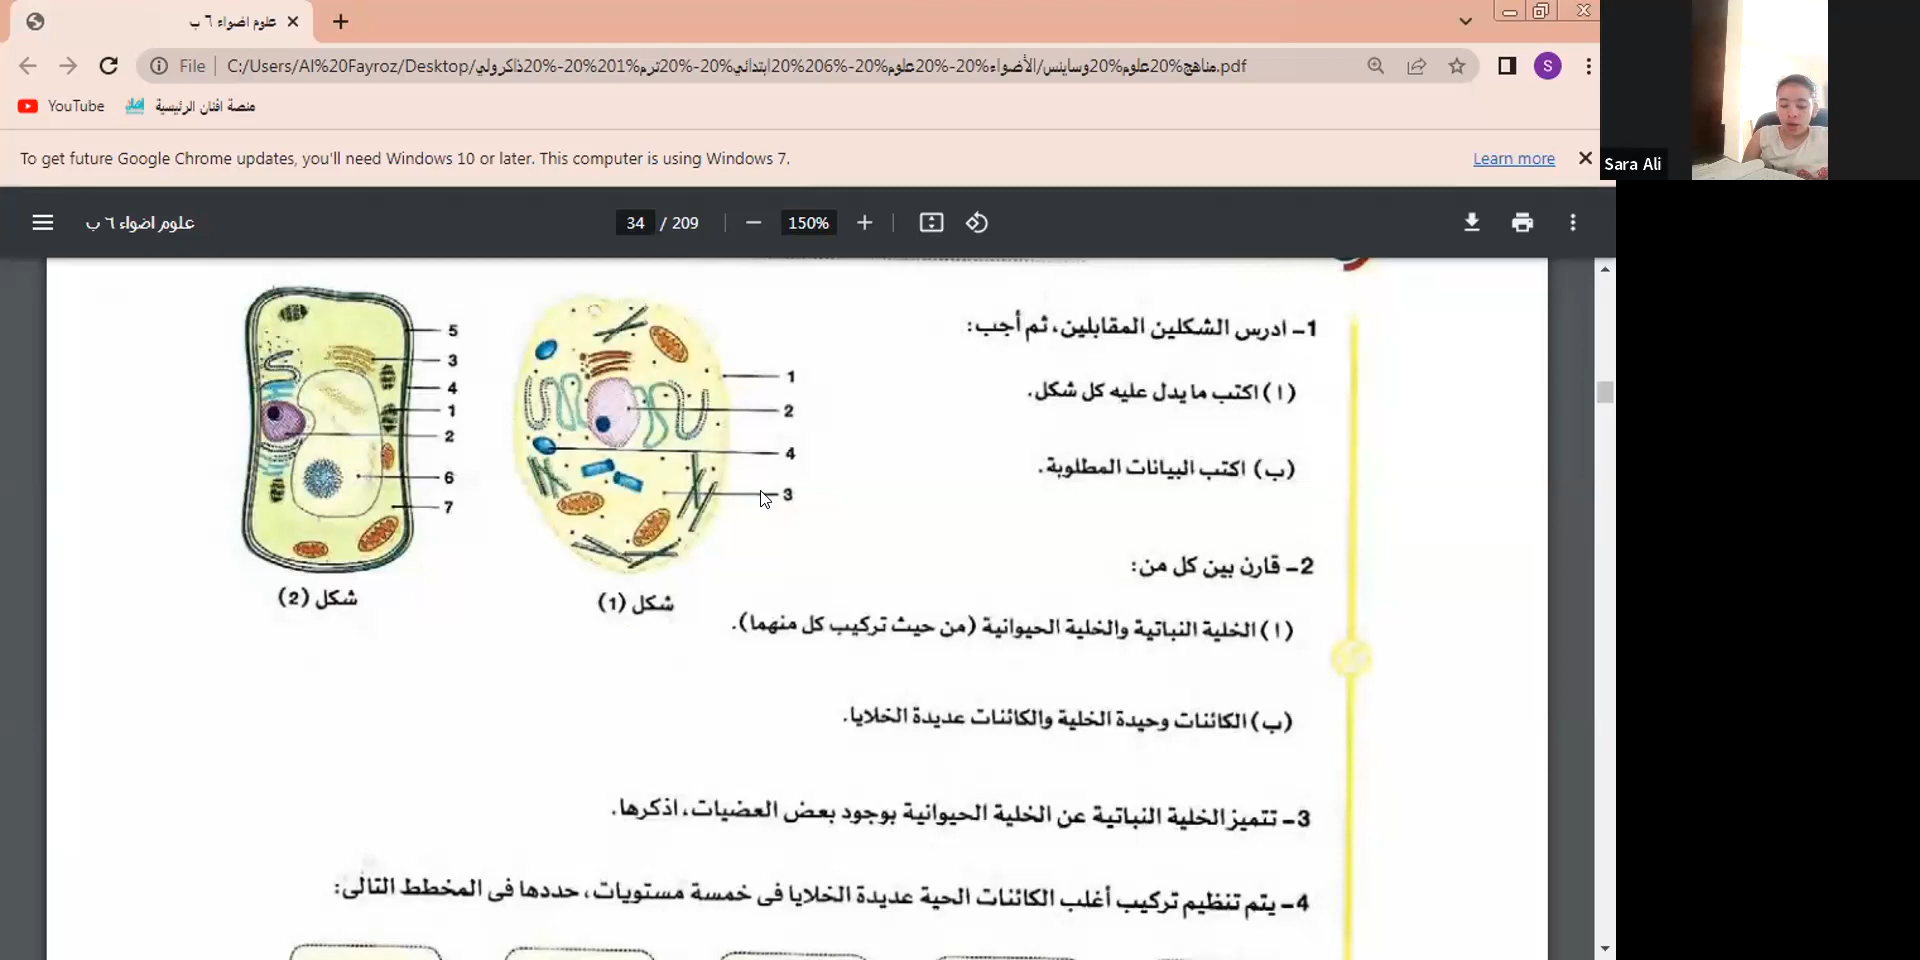 علوم اضواء ٦ ب
File
C:/Users/Al%20Fayroz/Desktop/مناهج%20علوم%20وساينس/الأضواء%20-%20علوم%20-%206%20ابتدائي%20-%20ترم%201%20-%20ذاكرولي.pdf
S
YouTube
منصة افنان الرئيسية
To get future Google Chrome updates, you'll need Windows 10 or later. This computer is using Windows 7.
Learn more
Sara Ali
علوم اضواء ٦ ب
34 / 209
150%
1- ادرس الشكلين المقابلين، ثم أجب:
(ا) اكتب ما يدل عليه كل شكل.
(ب) اكتب البيانات المطلوبة.
1
2
4
3
شكل (1)
5
3
4
1
2
6
7
شكل (2)
2- قارن بين كل من:
(ا) الخلية النباتية والخلية الحيوانية (من حيث تركيب كل منهما).
(ب) الكائنات وحيدة الخلية والكائنات عديدة الخلايا.
3- تتميز الخلية النباتية عن الخلية الحيوانية بوجود بعض العضيات، اذكرها.
4- يتم تنظيم تركيب أغلب الكائنات الحية عديدة الخلايا فى خمسة مستويات، حددها فى المخطط التالى: